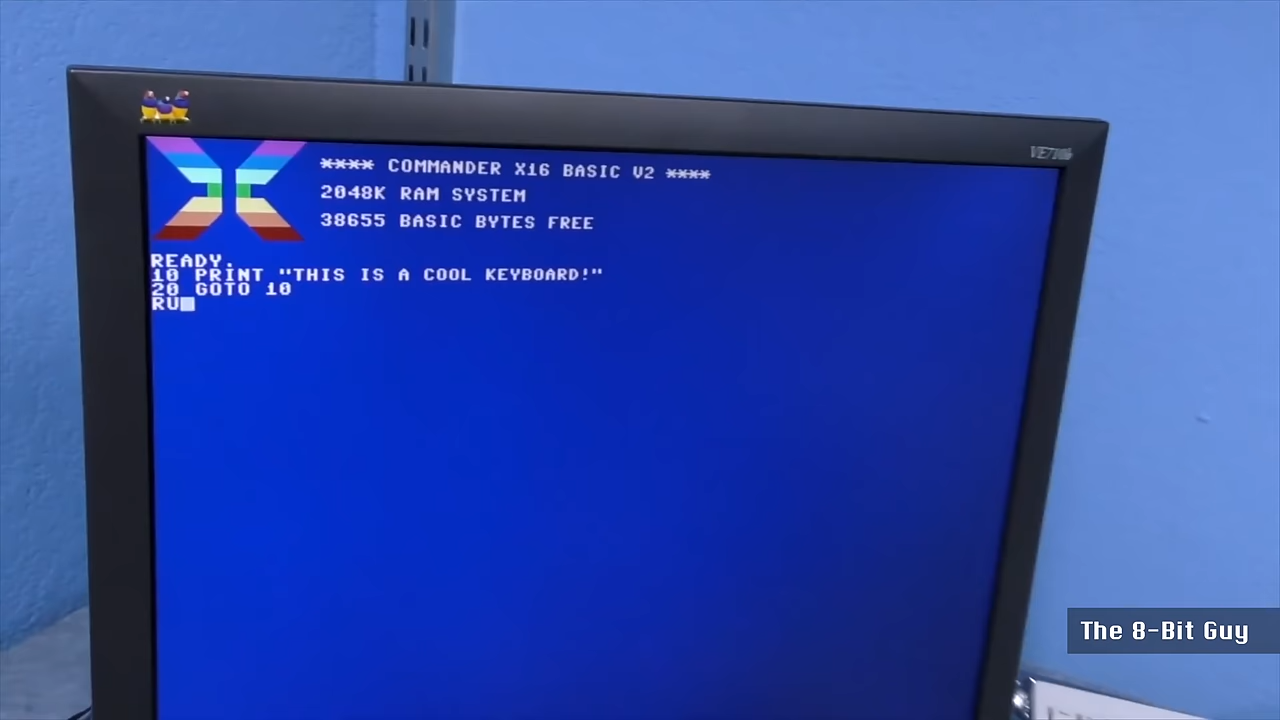 VE710b
**** COMMANDER X16 BASIC V2 ****
2048K RAM SYSTEM
38655 BASIC BYTES FREE
READY.
10 PRINT "THIS IS A COOL KEYBOARD!"
20 GOTO 10
RU
The 8-Bit Guy